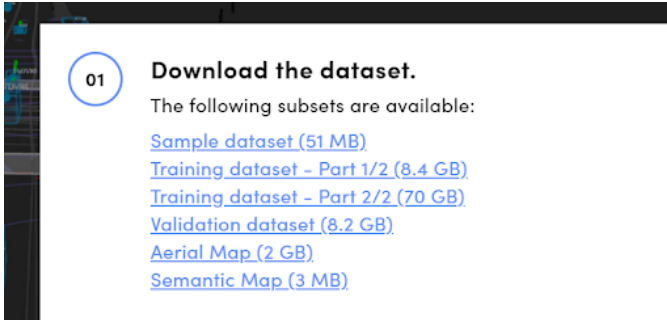 01
Download the dataset.
The following subsets are available:
Sample dataset (51 MB)
Training dataset - Part 1/2 (8.4 GB)
Training dataset - Part 2/2 (70 GB)
Validation dataset (8.2 GB)
Aerial Map (2 GB)
Semantic Map (3 MB)